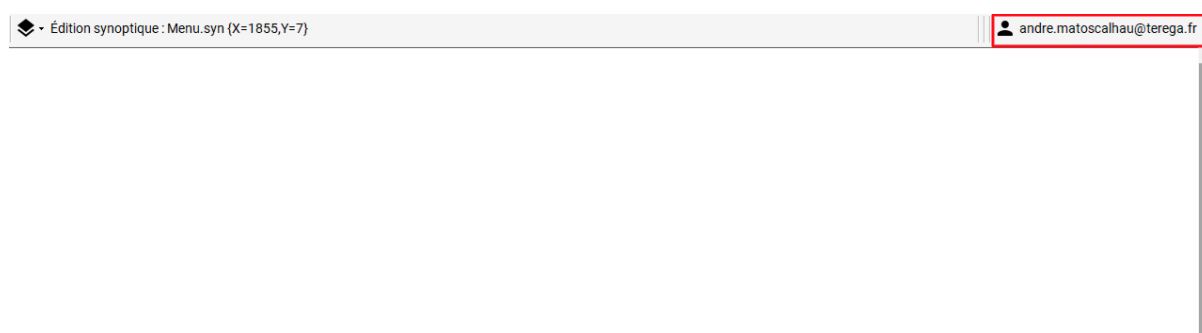 Édition synoptique : Menu.syn {X=1855,Y=7}
andre.matoscalhau@terega.fr